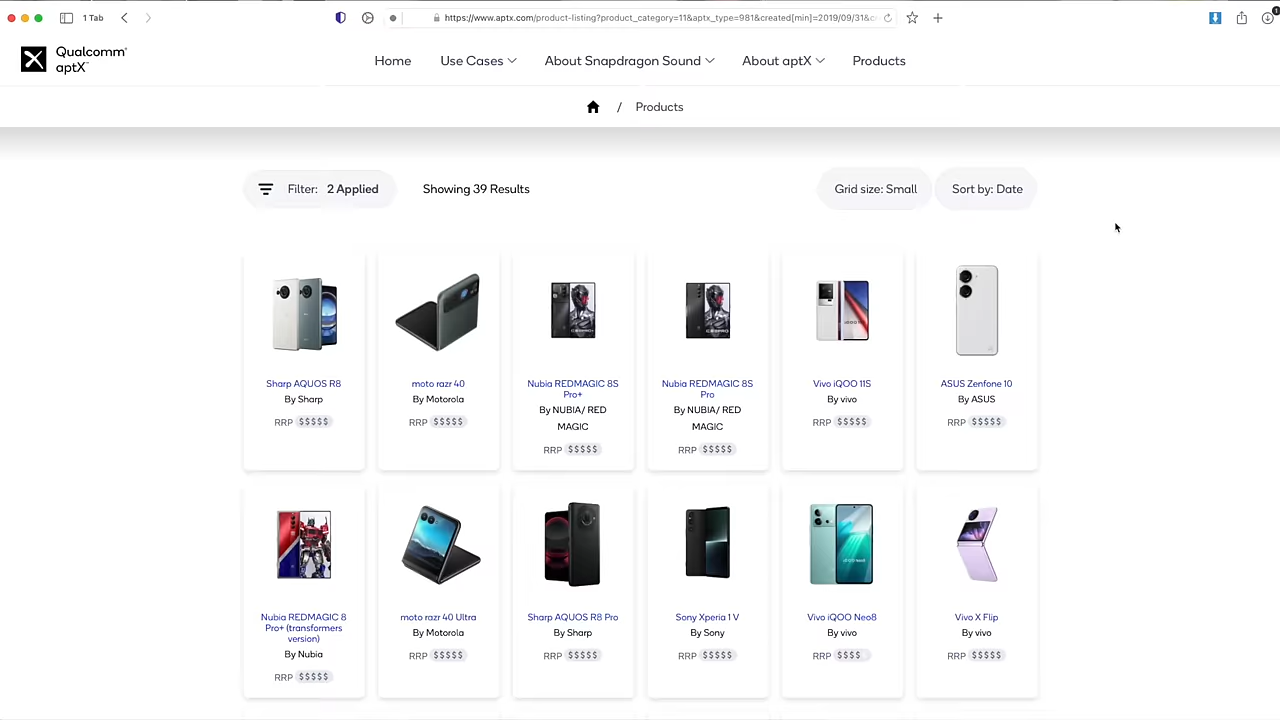 1 Tab
https://www.aptx.com/product-listing?product_category=11&aptx_type=981&created[min]=2019/09/31&c
1
Qualcomm
aptX™
Home
Use Cases
About Snapdragon Sound
About aptX
Products
/ Products
Filter: 2 Applied
Showing 39 Results
Grid size: Small
Sort by: Date
Sharp AQUOS R8
By Sharp
RRP $$$$$
moto razr 40
By Motorola
RRP $$$$$
Nubia REDMAGIC 8S
Pro+
By NUBIA/ RED
MAGIC
RRP $$$$$
Nubia REDMAGIC 8S
Pro
By NUBIA/ RED
MAGIC
RRP $$$$$
Vivo iQOO 11S
By vivo
RRP $$$$$
ASUS Zenfone 10
By ASUS
RRP $$$$$
Nubia REDMAGIC 8
Pro+ (transformers
version)
By Nubia
RRP $$$$$
moto razr 40 Ultra
By Motorola
RRP $$$$$
Sharp AQUOS R8 Pro
By Sharp
RRP $$$$$
Sony Xperia 1 V
By Sony
RRP $$$$$
Vivo iQOO Neo8
By vivo
RRP $$$$
Vivo X Flip
By vivo
RRP $$$$$